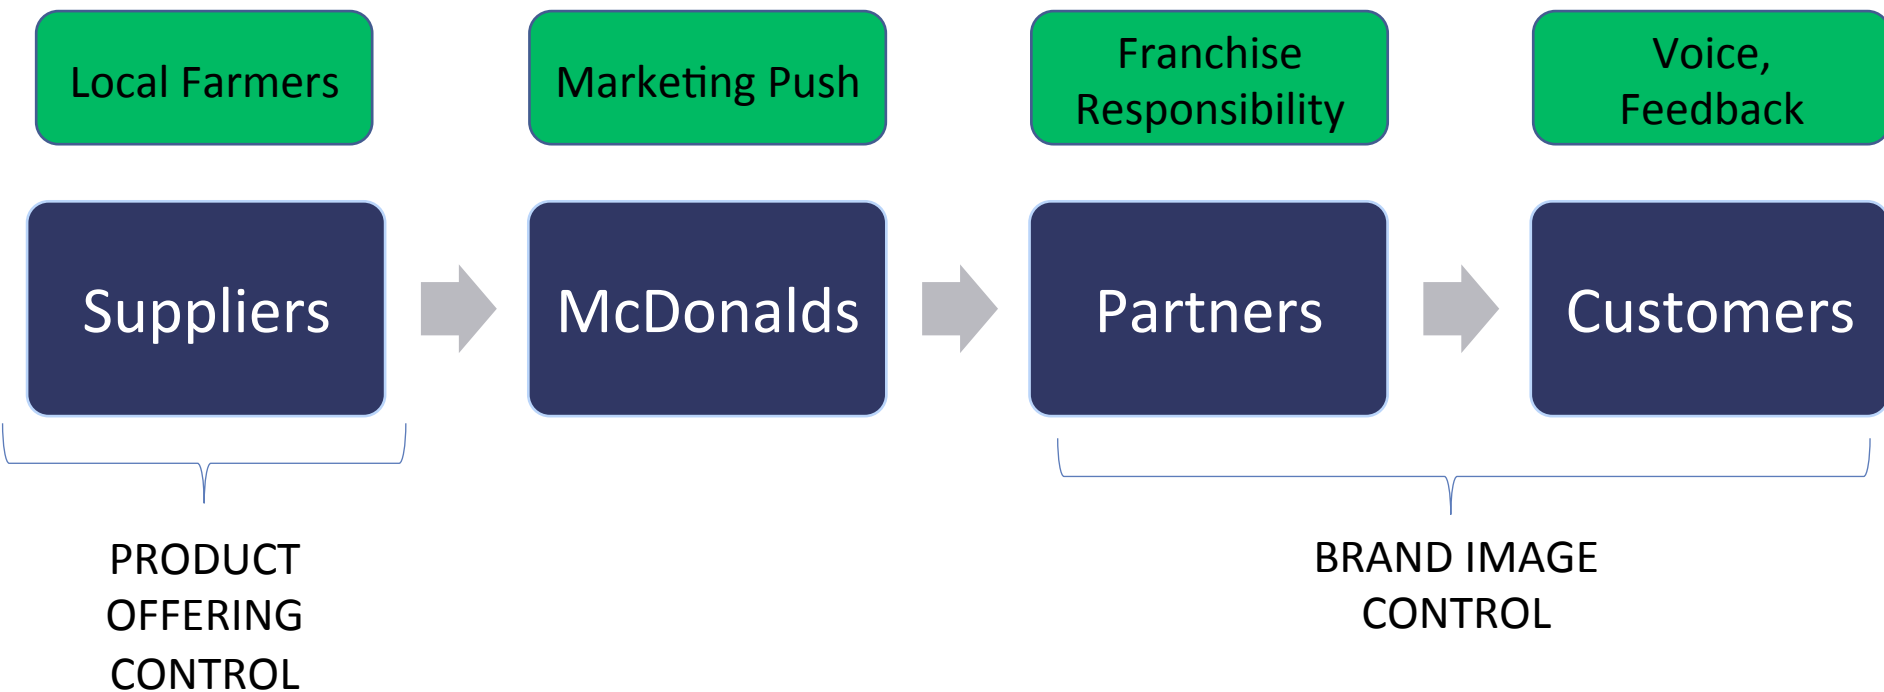 Local Farmers
Marketing Push
Franchise
Responsibility
Voice,
Feedback
Suppliers
McDonalds
Partners
Customers
PRODUCT
OFFERING
CONTROL
BRAND IMAGE
CONTROL